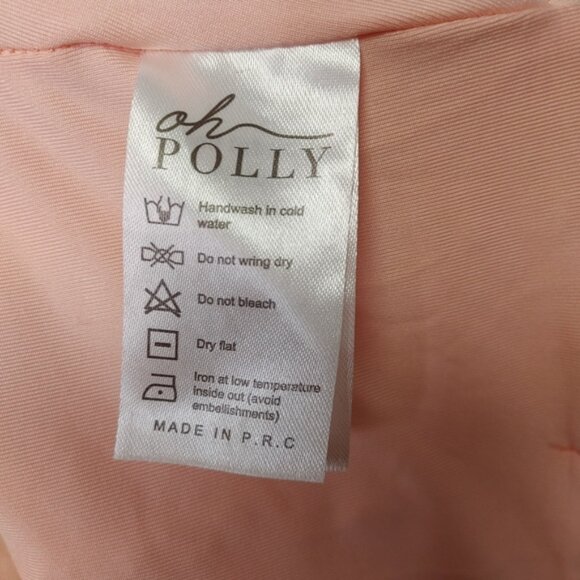 oh
POLLY
Handwash in cold
water
Do not wring dry
Do not bleach
Dry flat
Iron at low temperature
inside out (avoid
embellishments)
MADE IN P.R.C